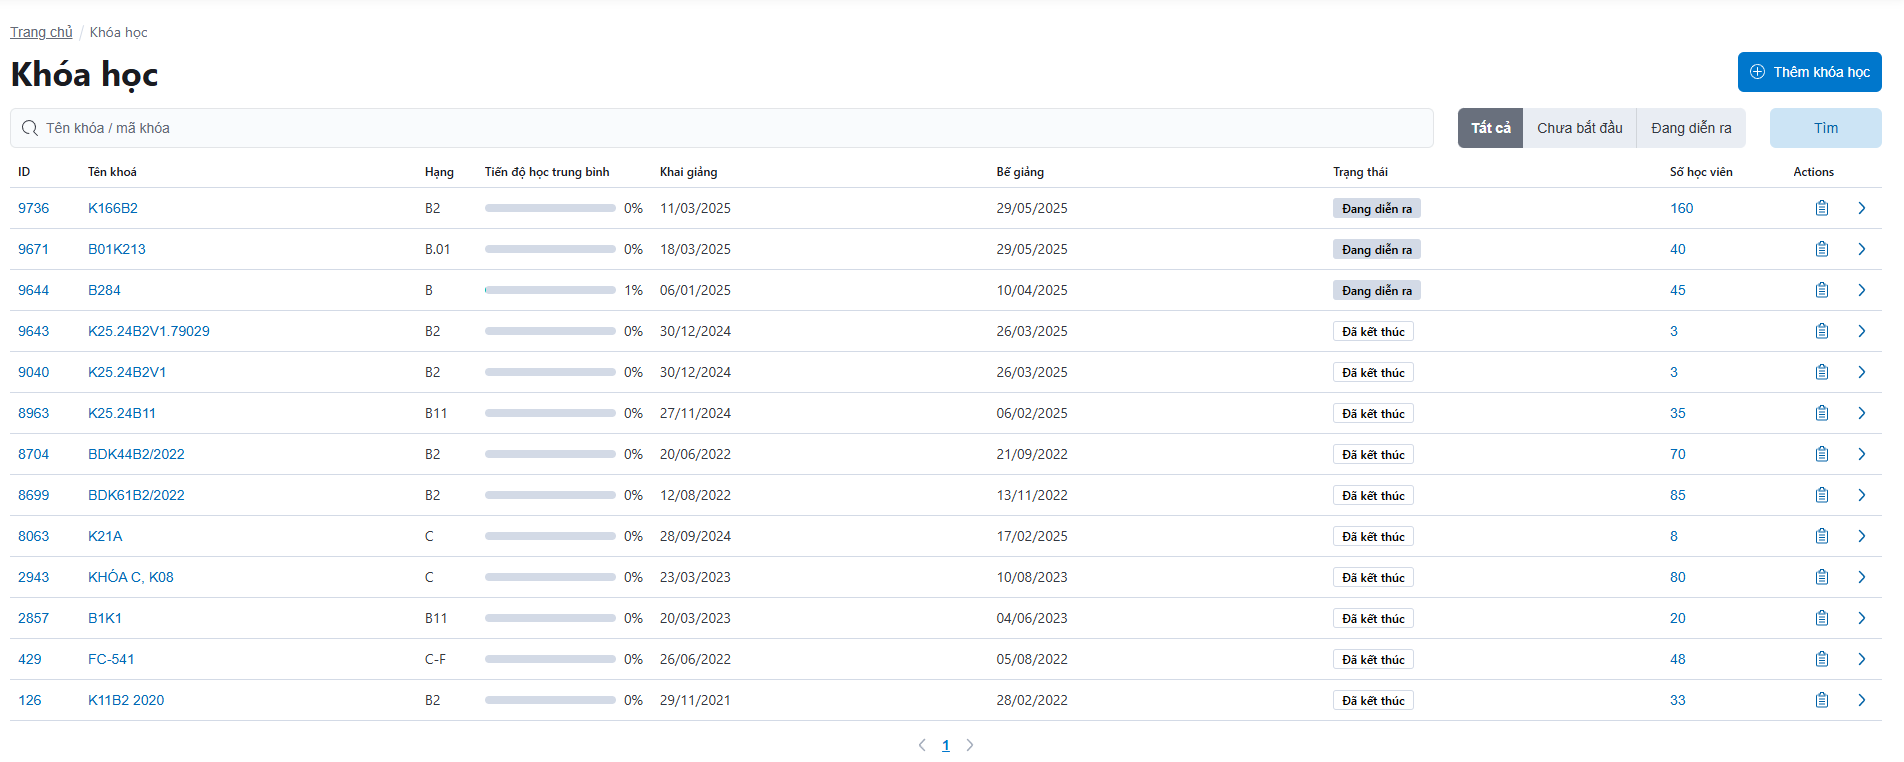 Trang chủ / Khóa học
Khóa học
Thêm khóa học
Tên khóa / mã khóa
Tất cả Chưa bắt đầu Đang diễn ra Tìm
ID Tên khoá Hạng Tiến độ học trung bình Khai giảng Bế giảng Trạng thái Số học viên Actions
9736 K166B2 B2 0% 11/03/2025 29/05/2025 Đang diễn ra 160
9671 B01K213 B.01 0% 18/03/2025 29/05/2025 Đang diễn ra 40
9644 B284 B 1% 06/01/2025 10/04/2025 Đang diễn ra 45
9643 K25.24B2V1.79029 B2 0% 30/12/2024 26/03/2025 Đã kết thúc 3
9040 K25.24B2V1 B2 0% 30/12/2024 26/03/2025 Đã kết thúc 3
8963 K25.24B11 B11 0% 27/11/2024 06/02/2025 Đã kết thúc 35
8704 BDK44B2/2022 B2 0% 20/06/2022 21/09/2022 Đã kết thúc 70
8699 BDK61B2/2022 B2 0% 12/08/2022 13/11/2022 Đã kết thúc 85
8063 K21A C 0% 28/09/2024 17/02/2025 Đã kết thúc 8
2943 KHÓA C, K08 C 0% 23/03/2023 10/08/2023 Đã kết thúc 80
2857 B1K1 B11 0% 20/03/2023 04/06/2023 Đã kết thúc 20
429 FC-541 C-F 0% 26/06/2022 05/08/2022 Đã kết thúc 48
126 K11B2 2020 B2 0% 29/11/2021 28/02/2022 Đã kết thúc 33
1